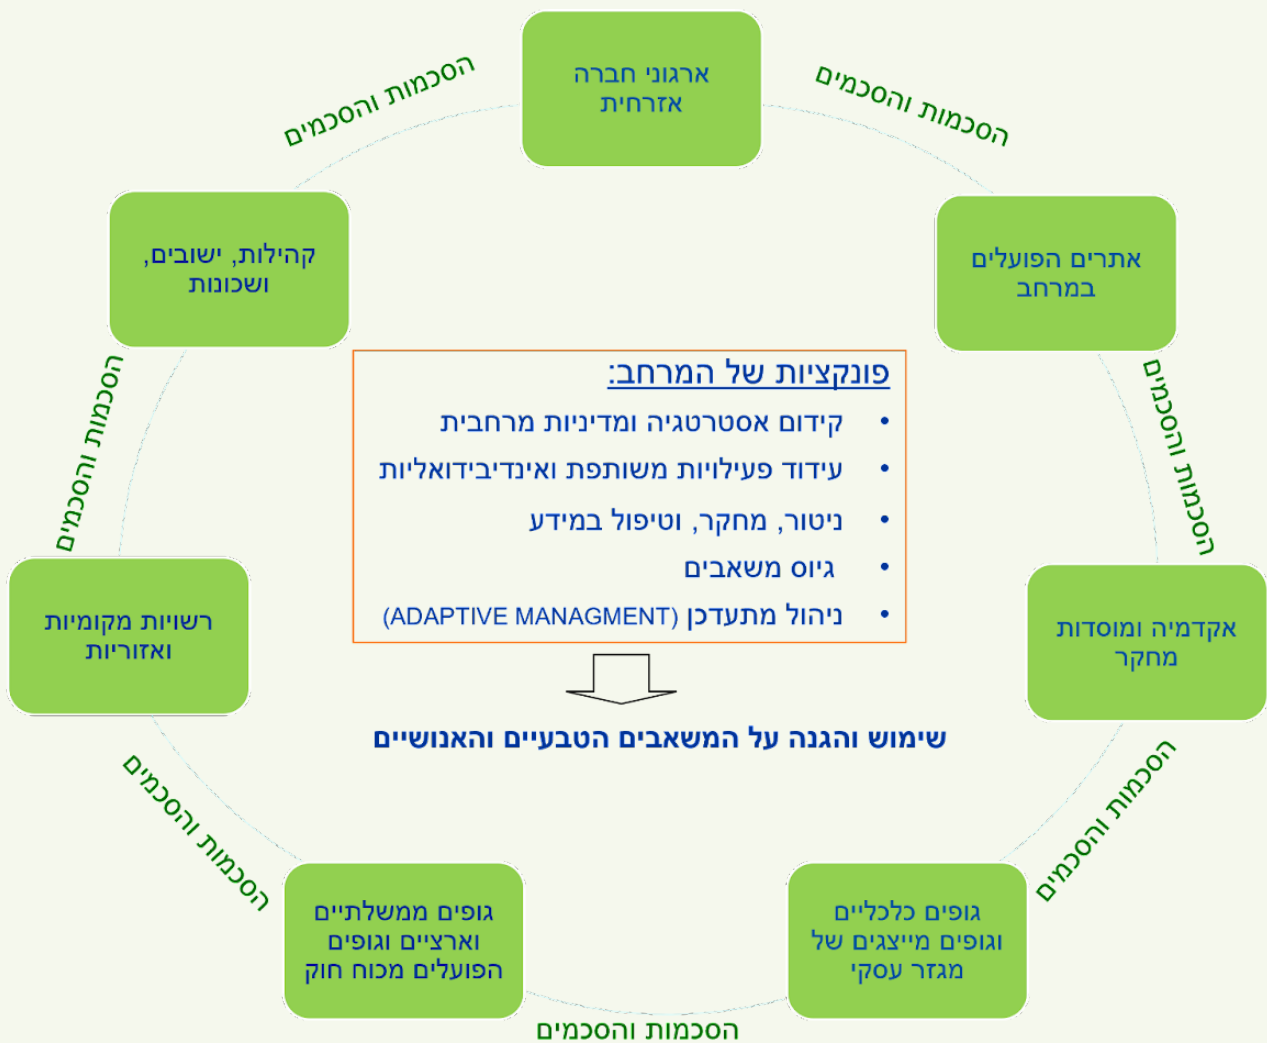 ארגוני חברה
אזרחית
הסכמות והסכמים
אתרים הפועלים
במרחב
הסכמות והסכמים
אקדמיה ומוסדות
מחקר
הסכמות והסכמים
גופים כלכליים
וגופים מייצגים של
מגזר עסקי
הסכמות והסכמים
גופים ממשלתיים
וארציים וגופים
הפועלים מכוח חוק
הסכמות והסכמים
רשויות מקומיות
ואזוריות
הסכמות והסכמים
קהילות, ישובים,
ושכונות
הסכמות והסכמים
פונקציות של המרחב:
• קידום אסטרטגיה ומדיניות מרחבית
• עידוד פעילויות משותפת ואינדיבידואליות
• ניטור, מחקר, וטיפול במידע
• גיוס משאבים
• ניהול מתעדכן (ADAPTIVE MANAGMENT)
שימוש והגנה על המשאבים הטבעיים והאנושיים